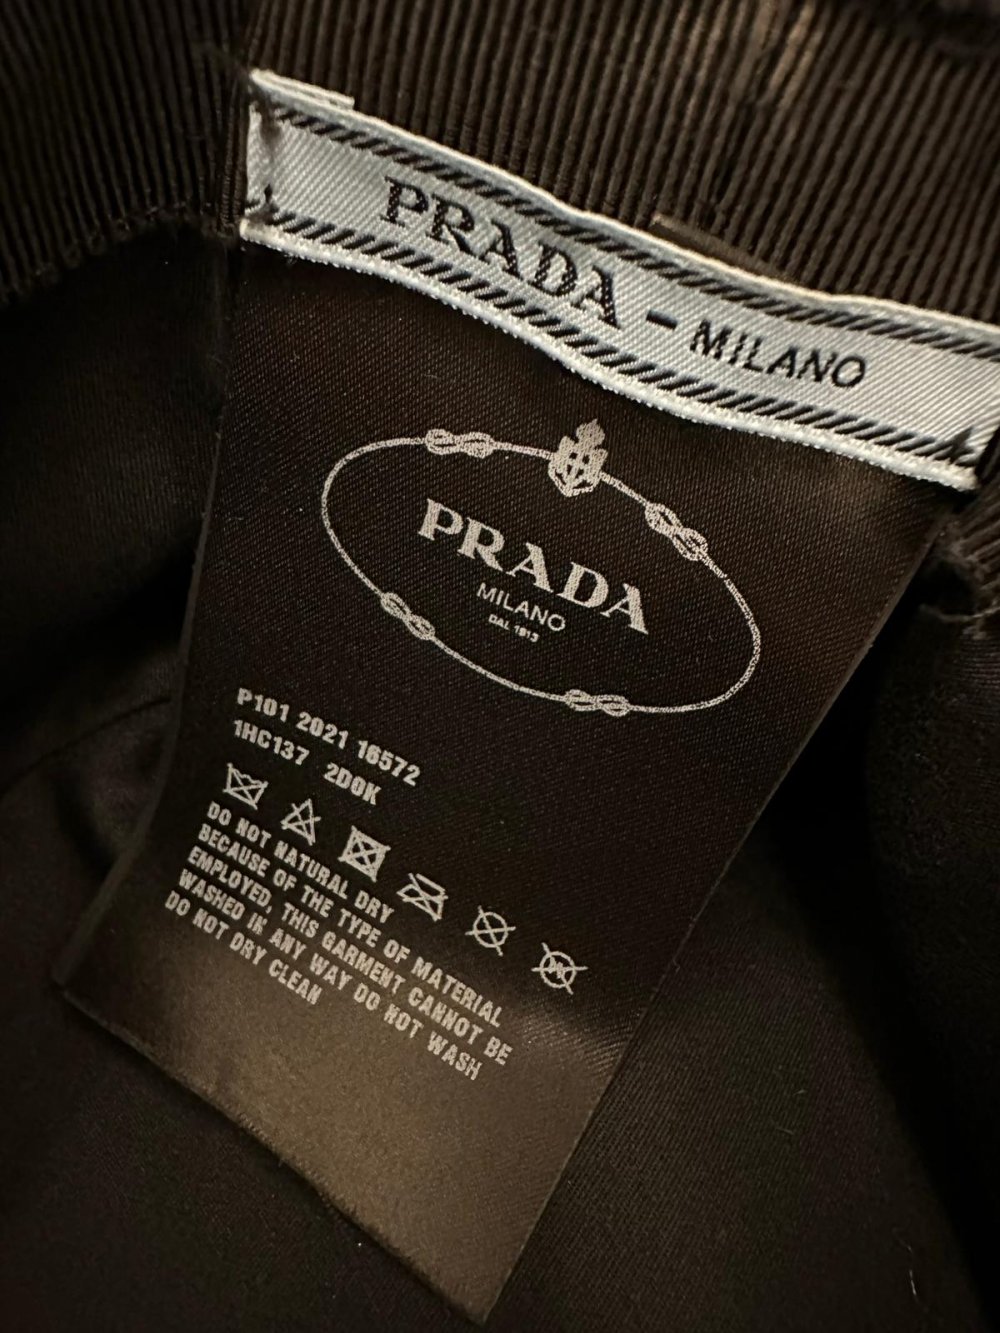 PRADA - MILANO
PRADA
MILANO
DAL 1913
P101 2021 16572
1HC137 2D0K
DO NOT NATURAL DRY
BECAUSE OF THE TYPE OF MATERIAL
EMPLOYED, THIS GARMENT CANNOT BE
WASHED IN ANY WAY DO NOT WASH
DO NOT DRY CLEAN